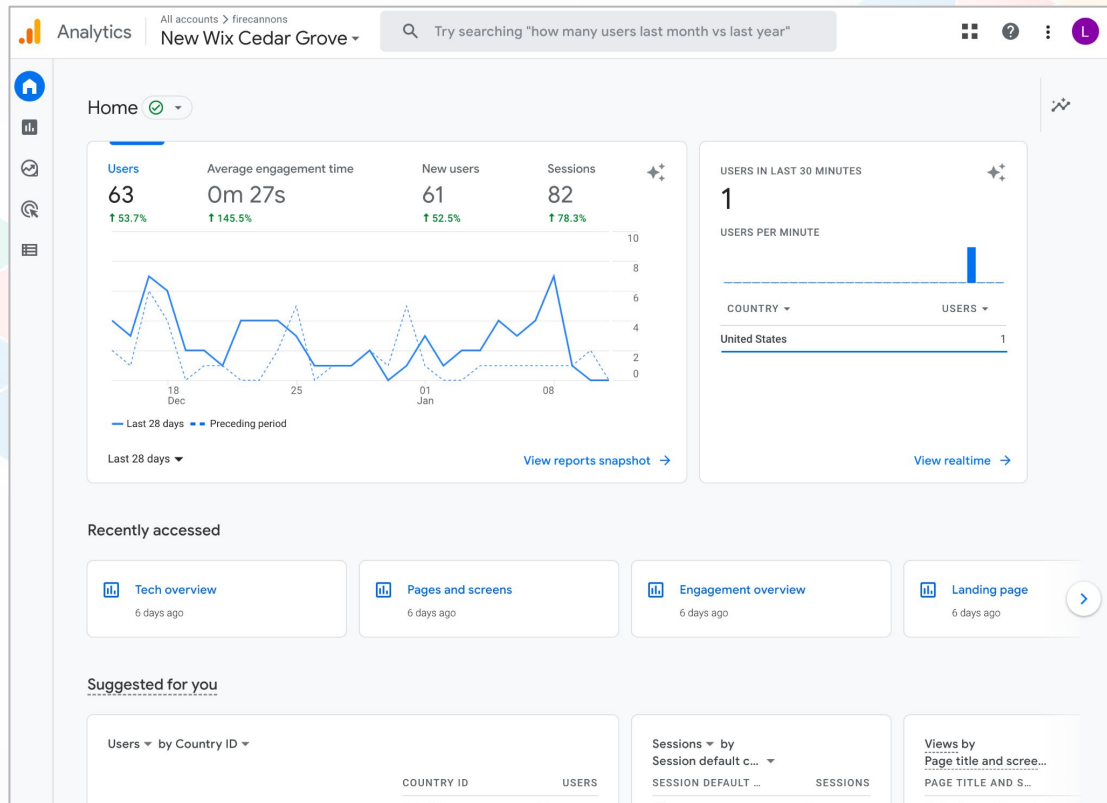 Analytics
All accounts > firecannons
New Wix Cedar Grove
Try searching "how many users last month vs last year"
L
Home
Users
Average engagement time
New users
Sessions
63
0m 27s
61
82
↑ 53.7%
↑ 145.5%
↑ 52.5%
↑ 78.3%
10
8
6
4
2
0
18
Dec
25
01
Jan
08
Last 28 days
Preceding period
Last 28 days
View reports snapshot →
USERS IN LAST 30 MINUTES
1
USERS PER MINUTE
COUNTRY
USERS
United States
1
View realtime →
Recently accessed
Tech overview
6 days ago
Pages and screens
6 days ago
Engagement overview
6 days ago
Landing page
6 days ago
Suggested for you
Users by Country ID
COUNTRY ID
USERS
Sessions by
Session default c...
SESSION DEFAULT ...
SESSIONS
Views by
Page title and scree...
PAGE TITLE AND S...